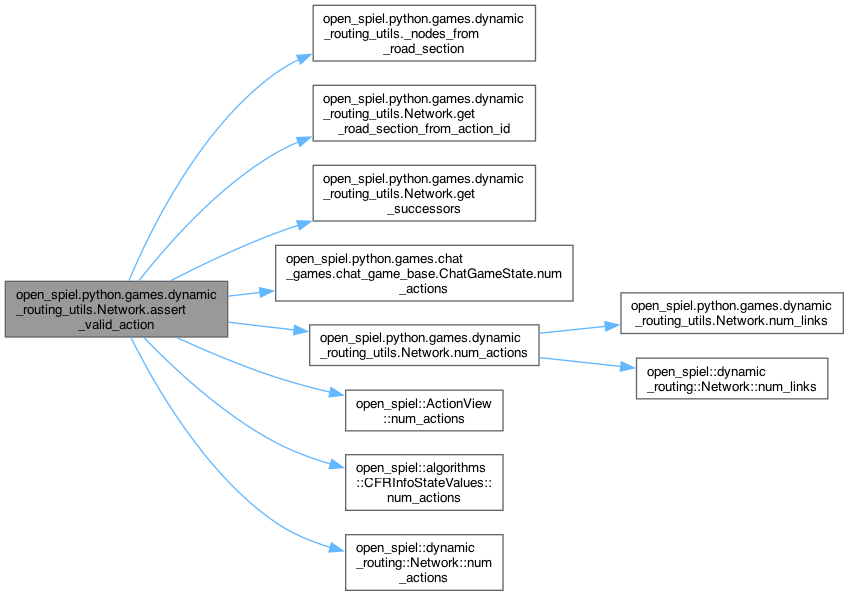 open_spiel.python.games.dynamic
_routing_utils._nodes_from
_road_section
open_spiel.python.games.dynamic
_routing_utils.Network.get
_road_section_from_action_id
open_spiel.python.games.dynamic
_routing_utils.Network.get
_successors
open_spiel.python.games.chat
_games.chat_game_base.ChatGameState.num
_actions
open_spiel.python.games.dynamic
_routing_utils.Network.assert
_valid_action
open_spiel.python.games.dynamic
_routing_utils.Network.num_actions
open_spiel.python.games.dynamic
_routing_utils.Network.num_links
open_spiel::dynamic
_routing::Network::num_links
open_spiel::ActionView
::num_actions
open_spiel::algorithms
::CFRInfoStateValues::
num_actions
open_spiel::dynamic
_routing::Network::num
_actions